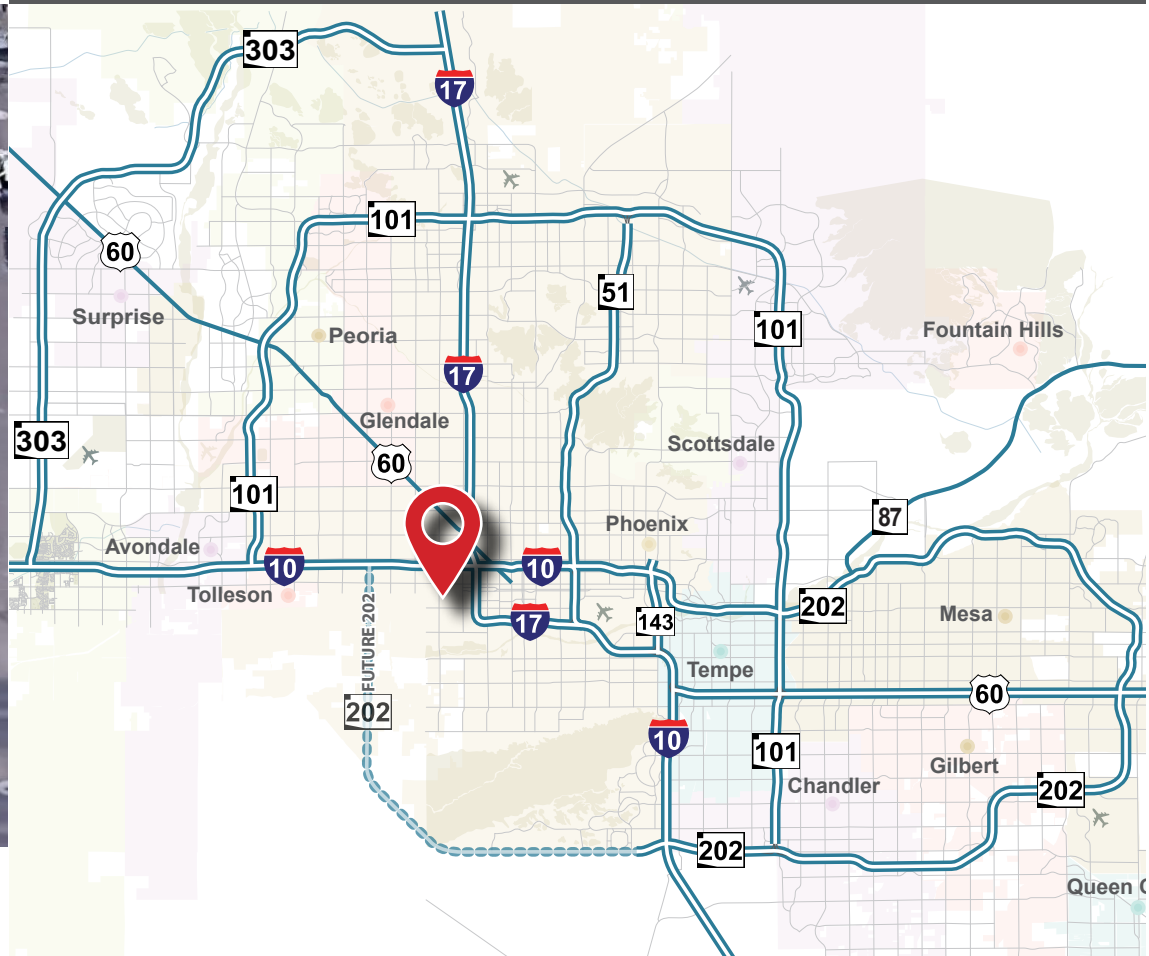 303
17
101
60
51
Surprise
101
Fountain Hills
Peoria
17
Glendale
303
Scottsdale
60
101
87
Phoenix
Avondale
10
10
Tolleson
202
Mesa
17
143
FUTURE 202
Tempe
60
202
10
101
Gilbert
Chandler
202
202
Queen C